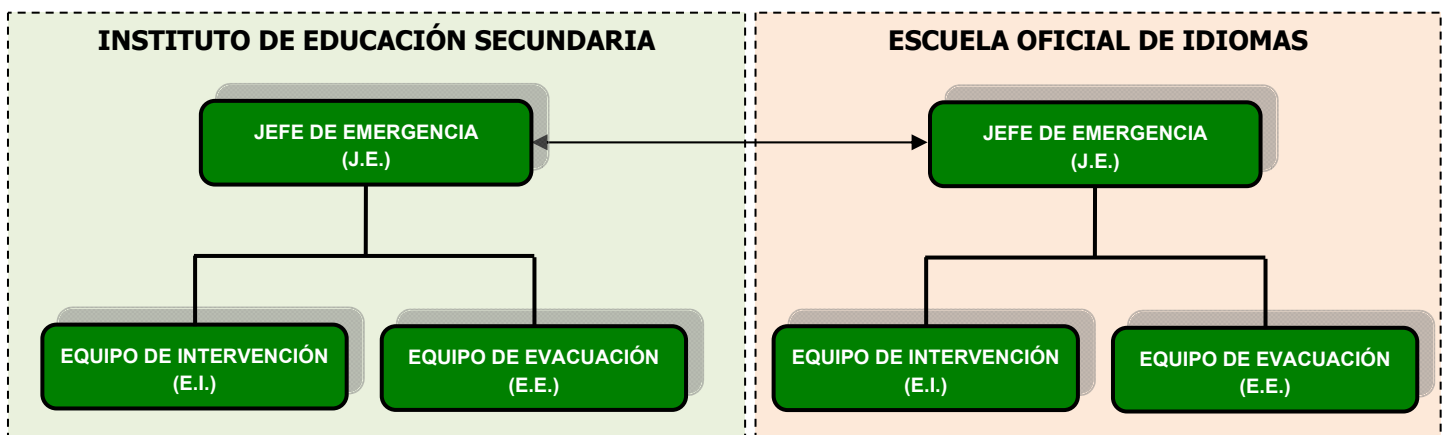 INSTITUTO DE EDUCACIÓN SECUNDARIA
JEFE DE EMERGENCIA
(J.E.)
EQUIPO DE INTERVENCIÓN
(E.I.)
EQUIPO DE EVACUACIÓN
(E.E.)
ESCUELA OFICIAL DE IDIOMAS
JEFE DE EMERGENCIA
(J.E.)
EQUIPO DE INTERVENCIÓN
(E.I.)
EQUIPO DE EVACUACIÓN
(E.E.)